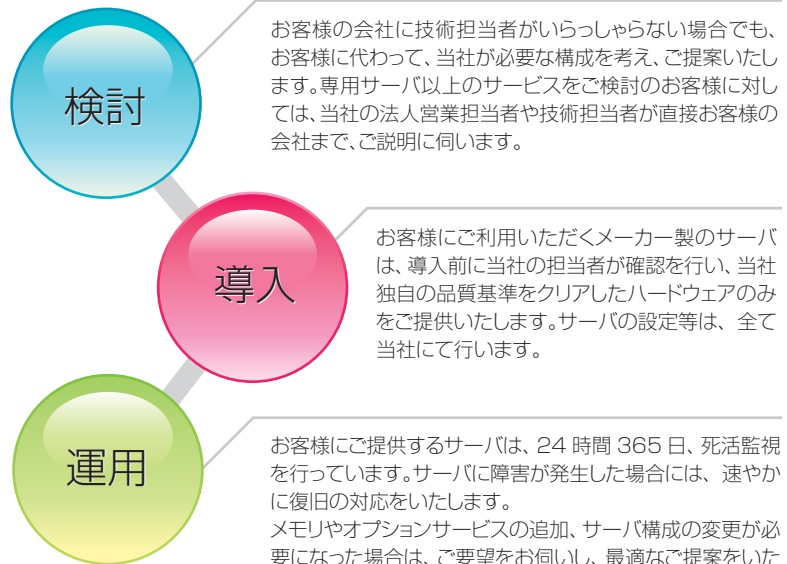 検討
お客様の会社に技術担当者がいらっしゃらない場合でも、
お客様に代わって、当社が必要な構成を考え、ご提案いたし
ます。専用サーバ以上のサービスをご検討のお客様に対し
ては、当社の法人営業担当者や技術担当者が直接お客様の
会社まで、ご説明に伺います。
導入
お客様にご利用いただくメーカー製のサーバ
は、導入前に当社の担当者が確認を行い、当社
独自の品質基準をクリアしたハードウェアのみ
をご提供いたします。サーバの設定等は、全て
当社にて行います。
運用
お客様にご提供するサーバは、24 時間 365 日、死活監視
を行っています。サーバに障害が発生した場合には、速やか
に復旧の対応をいたします。
メモリやオプションサービスの追加、サーバ構成の変更が必
要になった場合は、ご要望をお伺いし、最適なご提案をいた